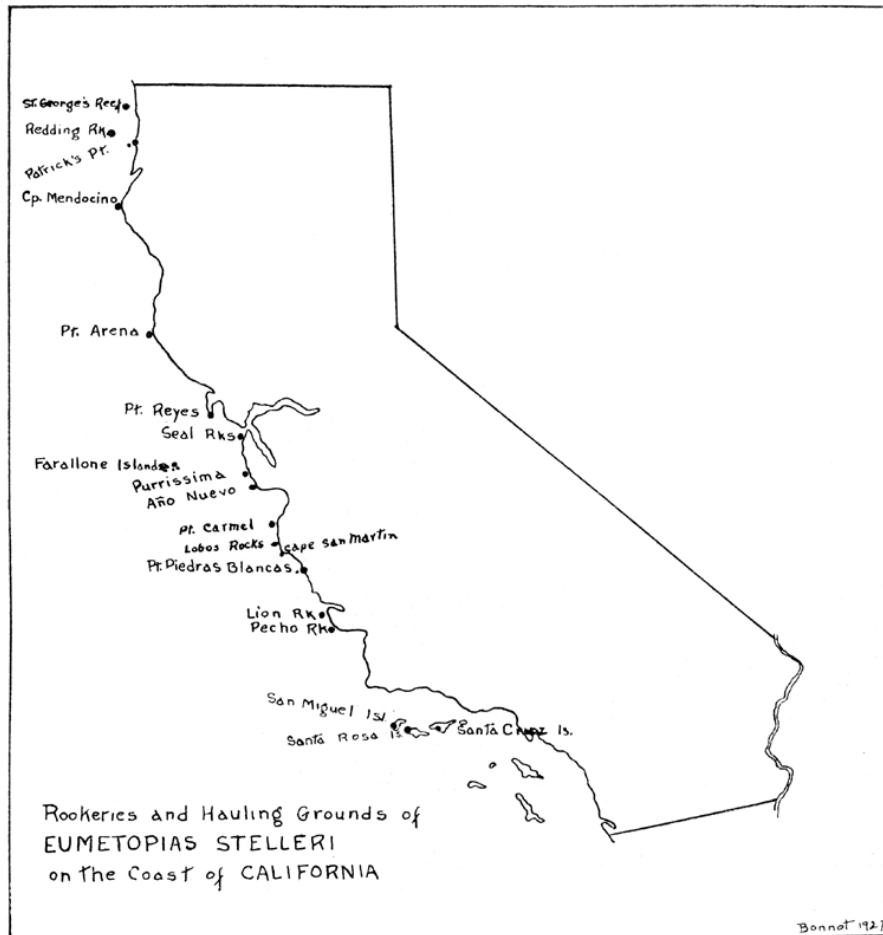 St. George's Reef
Redding Rk
Patrick's Pt.
Cp. Mendocino
Pt. Arena
Pt. Reyes
Seal Rks
Farallone Islands
Purrissima
Año Nuevo
Pt. Carmel
Lobos Rocks
Cape San Martin
Pt. Piedras Blancas
Lion Rk
Pecho Rk
San Miguel Isl.
Santa Rosa Is.
Santa Cruz Is.
Rookeries and Hauling Grounds of
EUMETOPIAS STELLERI
on the Coast of CALIFORNIA
Bonnot